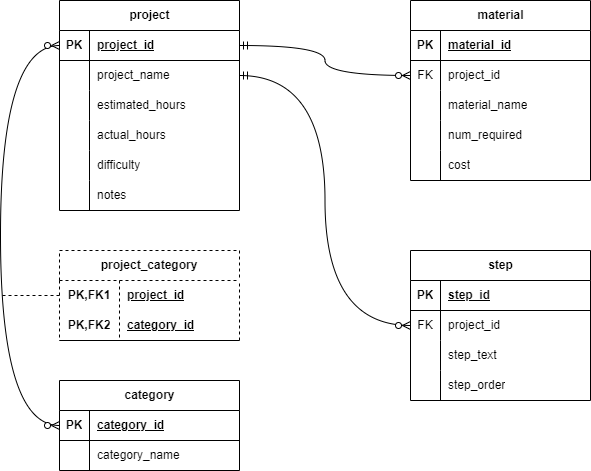 project
PK project_id
project_name
estimated_hours
actual_hours
difficulty
notes
material
PK material_id
FK project_id
material_name
num_required
cost
project_category
PK,FK1 project_id
PK,FK2 category_id
step
PK step_id
FK project_id
step_text
step_order
category
PK category_id
category_name